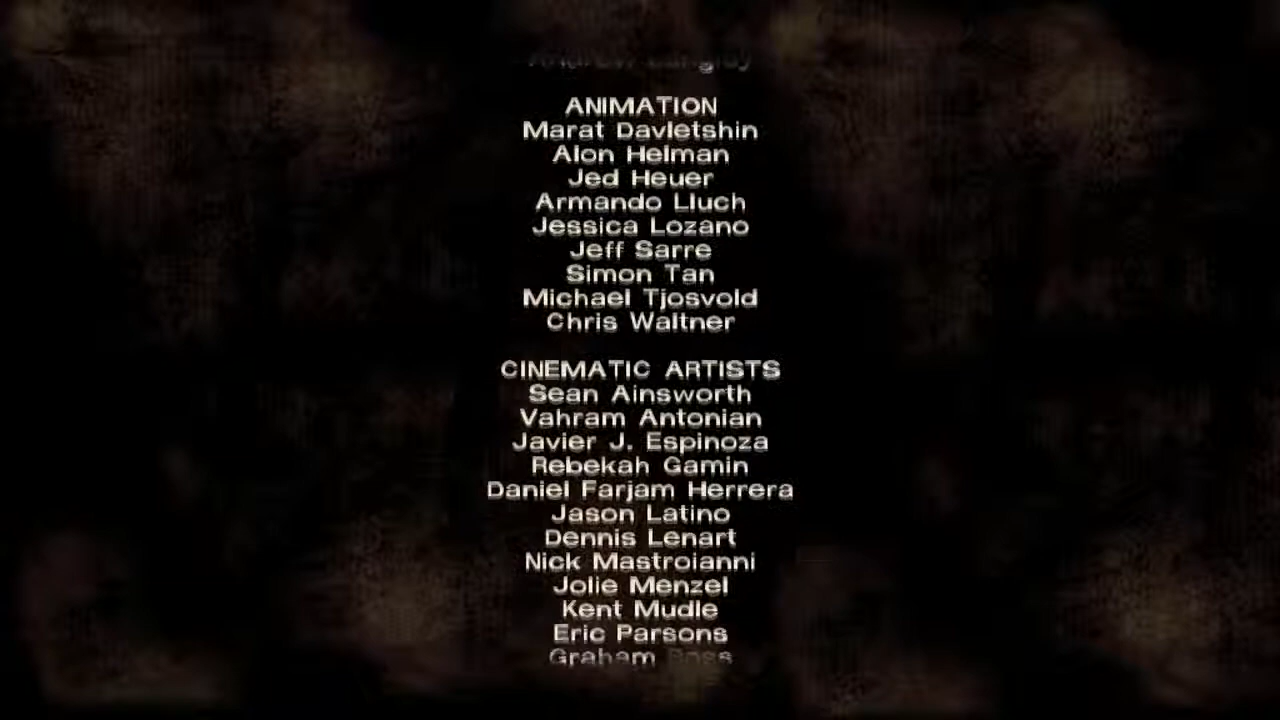 ANIMATION
Marat Davletshin
Alon Helman
Jed Heuer
Armando Lluch
Jessica Lozano
Jeff Sarre
Simon Tan
Michael Tjosvold
Chris Waltner
CINEMATIC ARTISTS
Sean Ainsworth
Vahram Antonian
Javier J. Espinoza
Rebekah Gamin
Daniel Farjam Herrera
Jason Latino
Dennis Lenart
Nick Mastroianni
Jolie Menzel
Kent Mudle
Eric Parsons
Graham